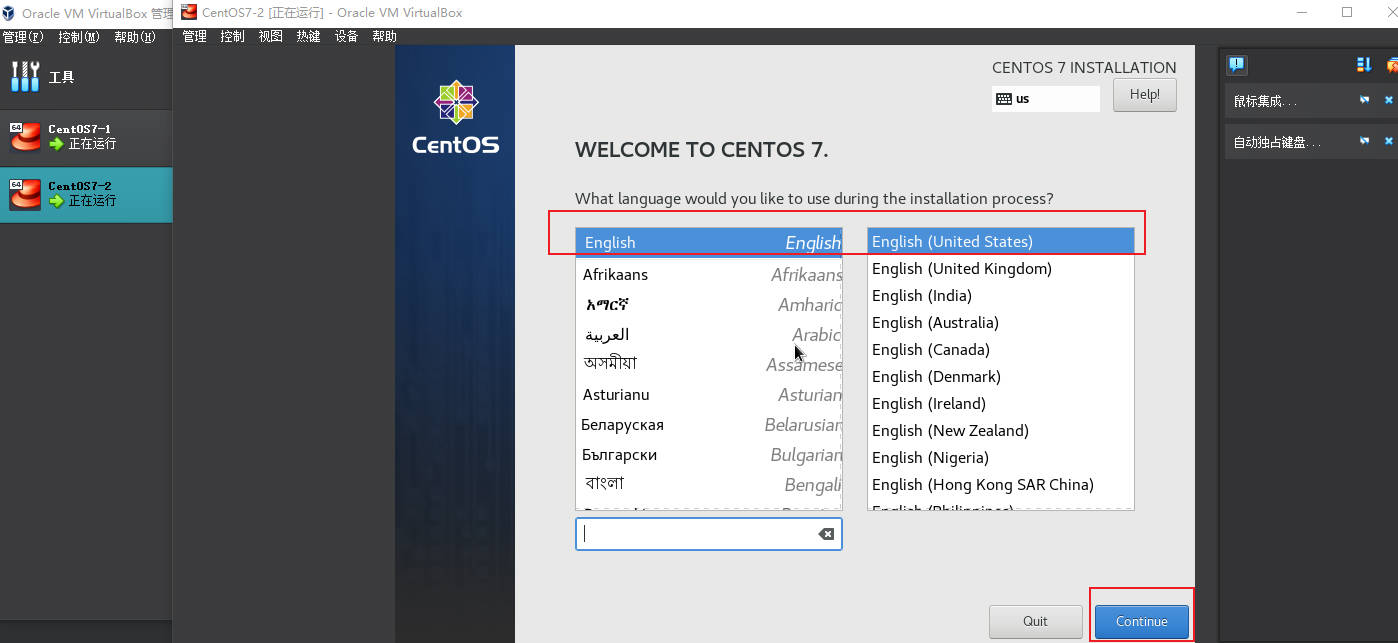 Oracle VM VirtualBox 管理
管理(F) 控制(M) 帮助(H)
工具
64
CentOS7-1
正在运行
64
CentOS7-2
正在运行
CentOS7-2 [正在运行] - Oracle VM VirtualBox
管理 控制 视图 热键 设备 帮助
CentOS
CENTOS 7 INSTALLATION
us
Help!
WELCOME TO CENTOS 7.
What language would you like to use during the installation process?
English English
Afrikaans Afrikaans
አማርኛ Amharic
العربية Arabic
অসমীয়া Assamese
Asturianu Asturian
Беларуская Belarusian
Български Bulgarian
বাংলা Bengali
English (United States)
English (United Kingdom)
English (India)
English (Australia)
English (Canada)
English (Denmark)
English (Ireland)
English (New Zealand)
English (Nigeria)
English (Hong Kong SAR China)
English (Philippines)
Quit
Continue
鼠标集成...
自动独占键盘...